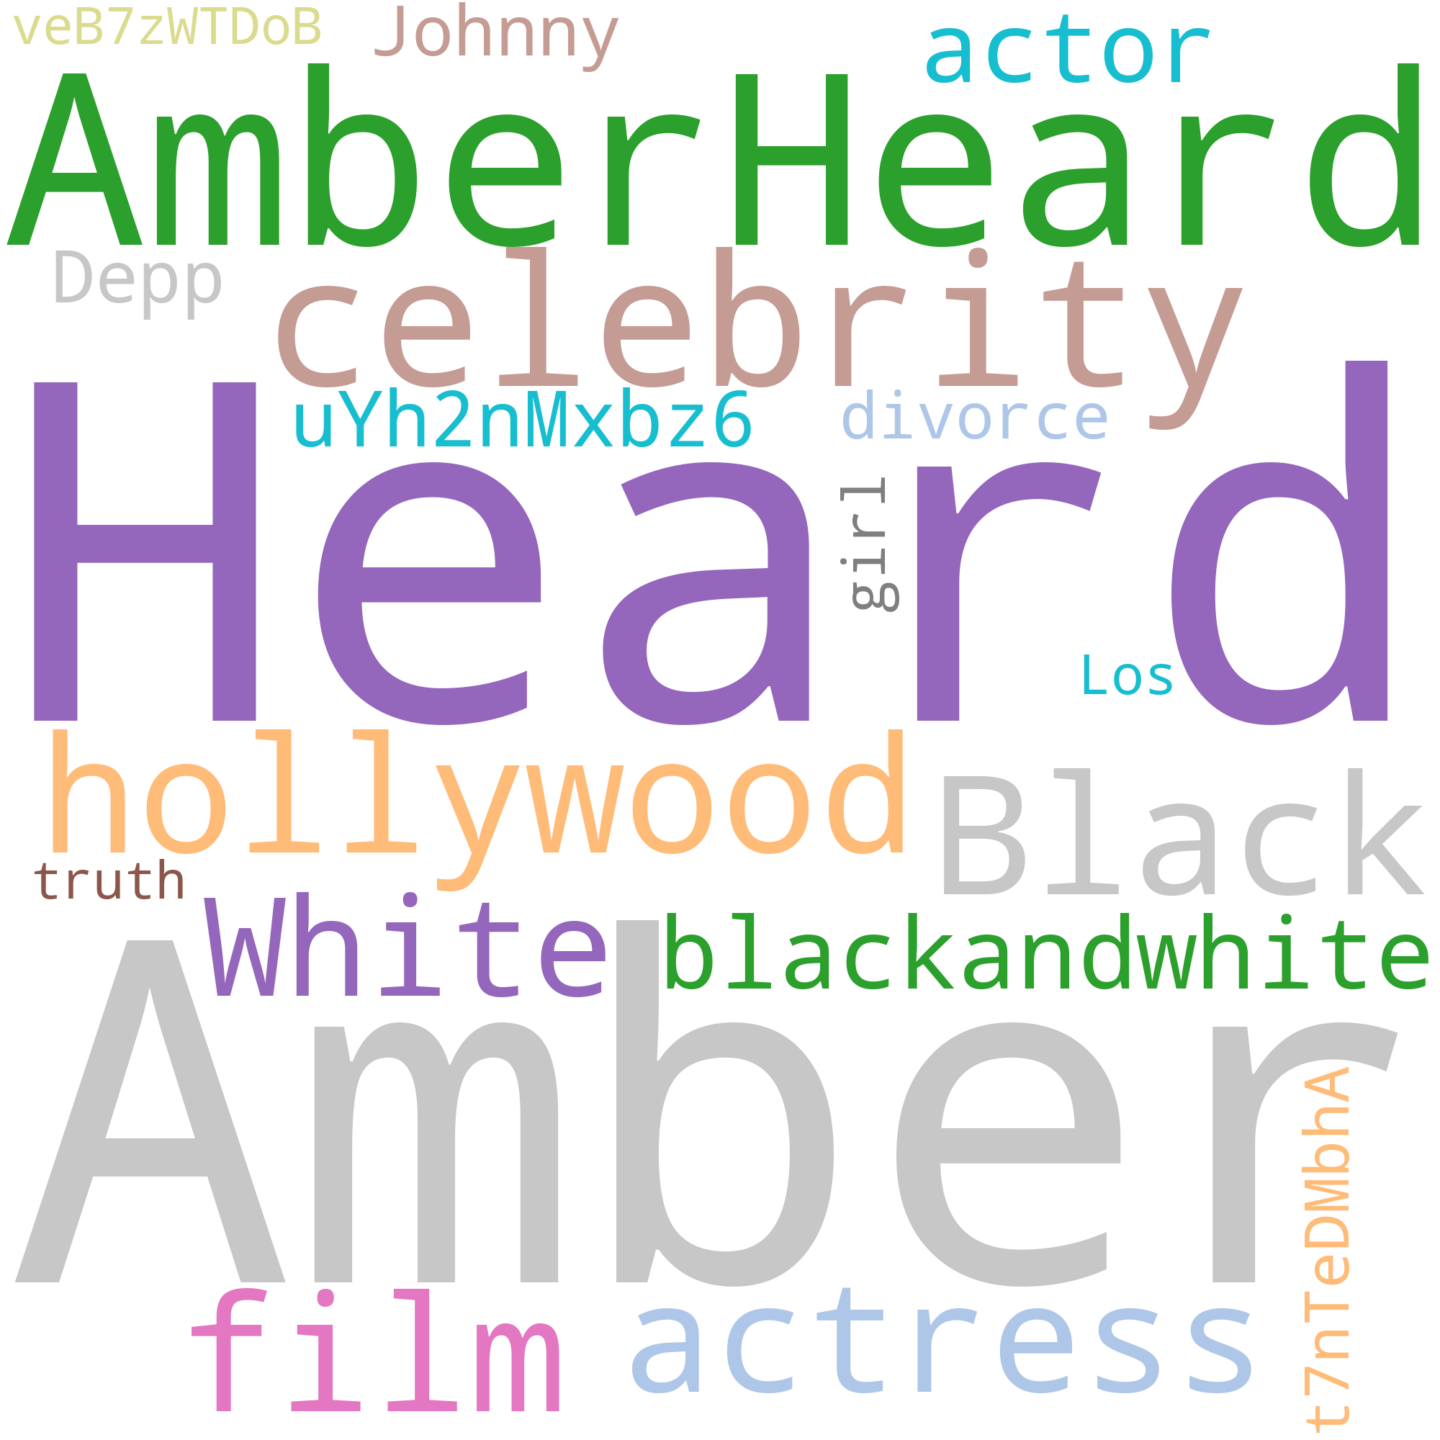 veB7zWTDoB
Johnny
actor
AmberHeard
Depp
celebrity
uYh2nMxbz6
divorce
Heard
girl
Los
hollywood
Black
truth
White
blackandwhite
Amber
t7nTeDMbhA
film
actress